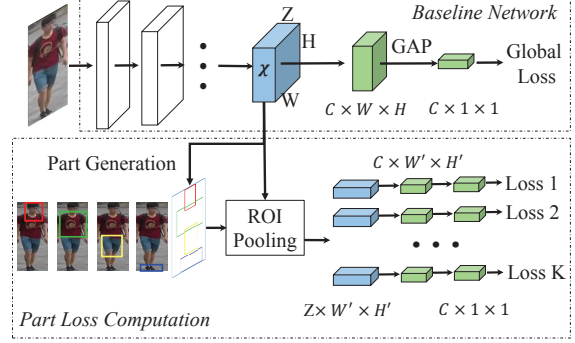 Baseline Network
Z
H
χ
W
GAP
Global
Loss
C × W × H
C × 1 × 1
Part Generation
C × W′ × H′
Loss 1
Loss 2
ROI
Pooling
Loss K
Z × W′ × H′
C × 1 × 1
Part Loss Computation